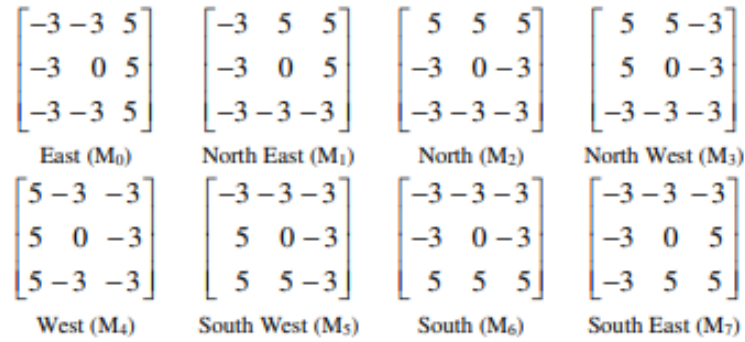 -3 -3 5 -3 5 5 5 5 5 5 5 -3
-3 0 5 -3 0 5 -3 0 -3 5 0 -3
-3 -3 5 -3 -3 -3 -3 -3 -3 -3 -3 -3
East (M₀) North East (M₁) North (M₂) North West (M₃)
5 -3 -3 -3 -3 -3 -3 -3 -3 -3 -3 -3
5 0 -3 5 0 -3 -3 0 -3 -3 0 5
5 -3 -3 5 5 -3 5 5 5 -3 5 5
West (M₄) South West (M₅) South (M₆) South East (M₇)